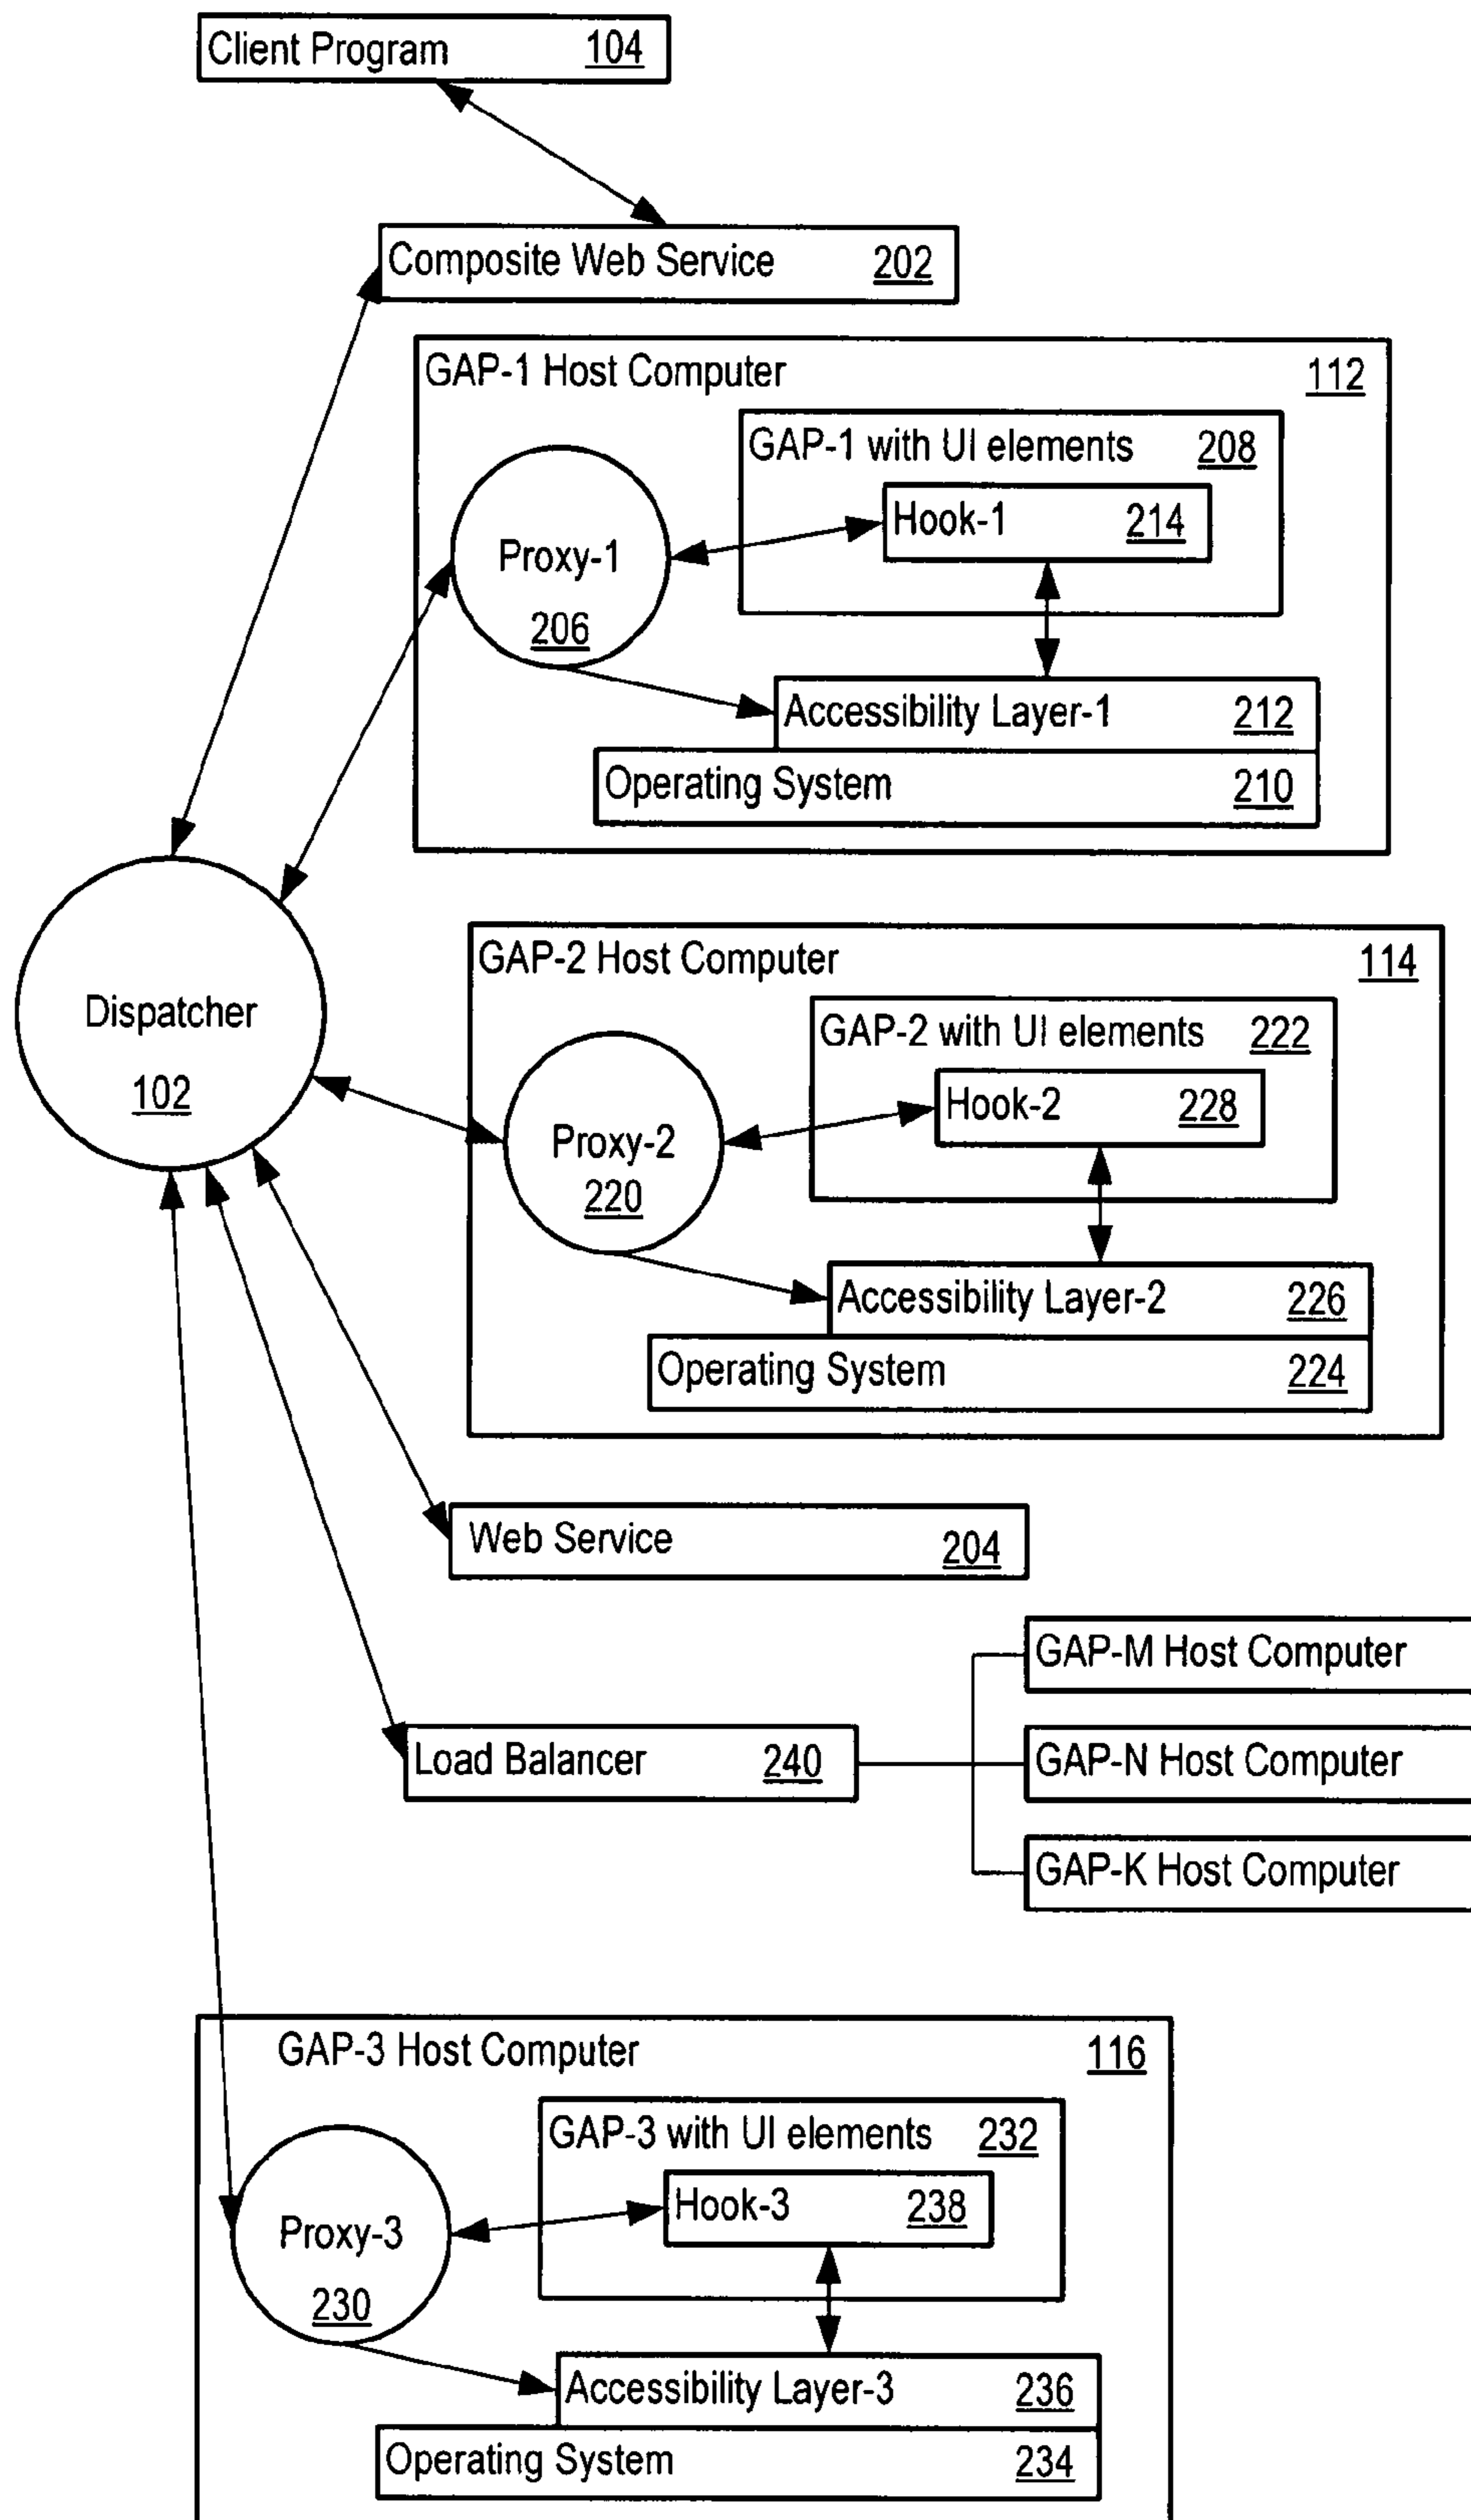 Client Program 104
Composite Web Service 202
GAP-1 Host Computer 112
GAP-1 with UI elements 208
Hook-1 214
Proxy-1
206
Accessibility Layer-1 212
Operating System 210
Dispatcher
102
GAP-2 Host Computer 114
GAP-2 with UI elements 222
Hook-2 228
Proxy-2
220
Accessibility Layer-2 226
Operating System 224
Web Service 204
GAP-M Host Computer
Load Balancer 240
GAP-N Host Computer
GAP-K Host Computer
GAP-3 Host Computer 116
GAP-3 with UI elements 232
Hook-3 238
Proxy-3
230
Accessibility Layer-3 236
Operating System 234